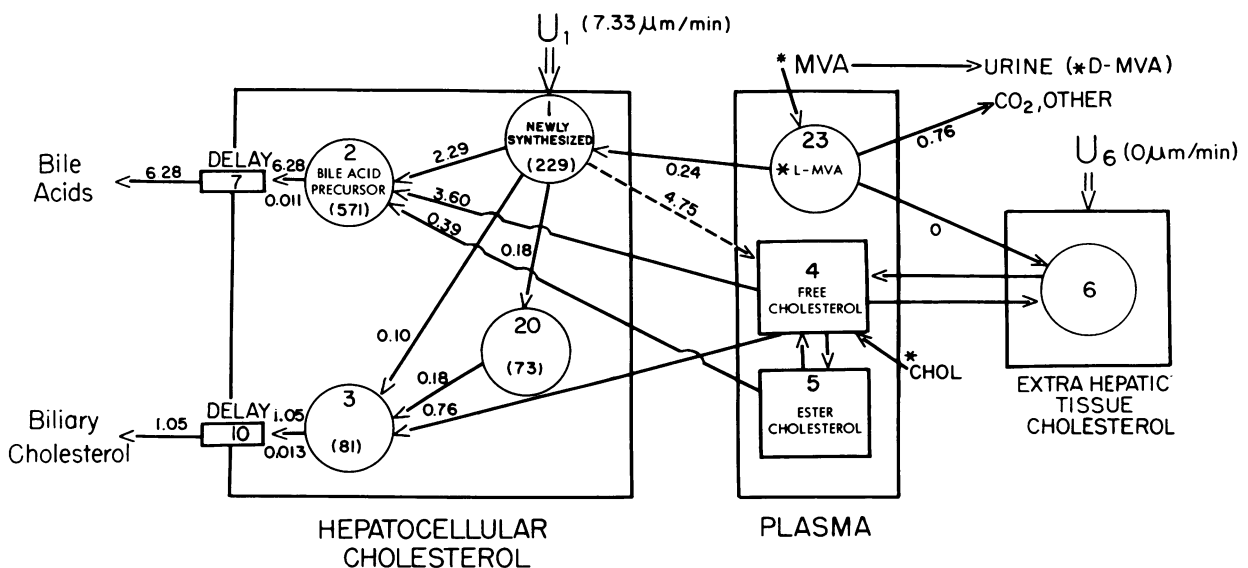 U₁ (7.33 μm/min)
* MVA
URINE (*D-MVA)
CO₂, OTHER
0.76
U₆ (0 μm/min)
1
NEWLY
SYNTHESIZED
(229)
23
* L-MVA
0.24
0
2
BILE ACID
PRECURSOR
(571)
2.29
3.60
0.39
4.75
Bile
Acids
6.28
DELAY
7
6.28
0.011
0.18
4
FREE
CHOLESTEROL
6
20
(73)
0.10
0.18
0.76
* CHOL
5
ESTER
CHOLESTEROL
EXTRA HEPATIC
TISSUE
CHOLESTEROL
3
(81)
Biliary
Cholesterol
1.05
DELAY
10
1.05
0.013
HEPATOCELLULAR
CHOLESTEROL
PLASMA